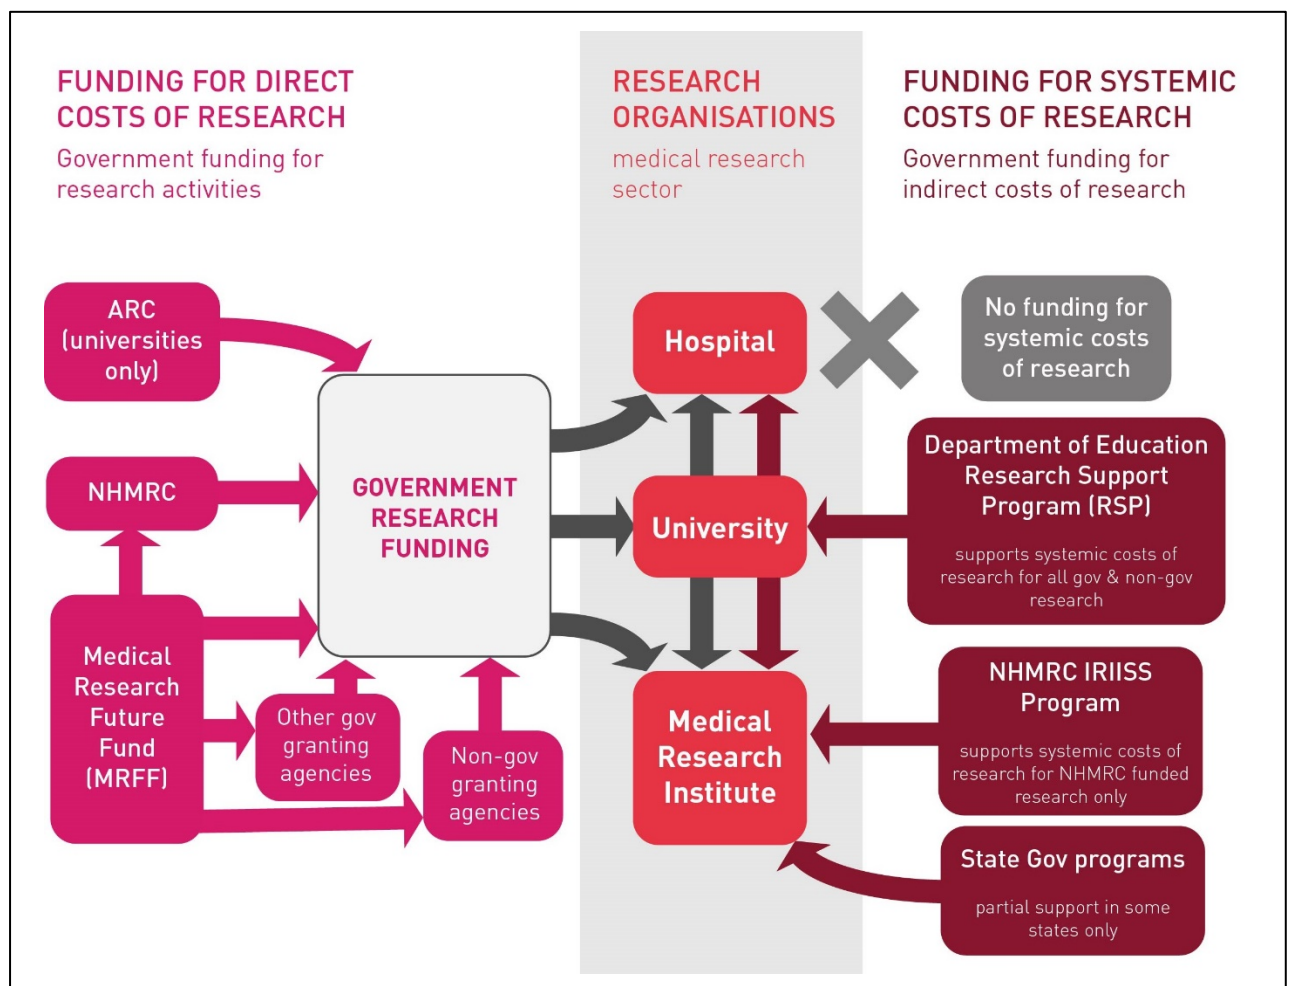 FUNDING FOR DIRECT
COSTS OF RESEARCH
Government funding for
research activities
RESEARCH
ORGANISATIONS
medical research
sector
FUNDING FOR SYSTEMIC
COSTS OF RESEARCH
Government funding for
indirect costs of research
ARC
(universities
only)
NHMRC
Medical
Research
Future
Fund
(MRFF)
Other gov
granting
agencies
Non-gov
granting
agencies
GOVERNMENT
RESEARCH
FUNDING
Hospital
University
Medical
Research
Institute
No funding for
systemic costs
of research
Department of Education
Research Support
Program (RSP)
supports systemic costs of
research for all gov & non-gov
research
NHMRC IRIISS
Program
supports systemic costs of
research for NHMRC funded
research only
State Gov programs
partial support in some
states only